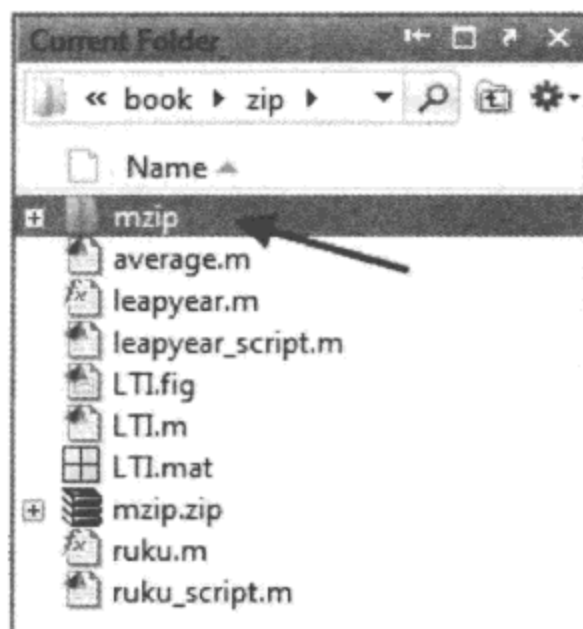 Current Folder
« book ▸ zip ▸
Name
mzip
average.m
leapyear.m
leapyear_script.m
LTI.fig
LTI.m
LTI.mat
mzip.zip
ruku.m
ruku_script.m